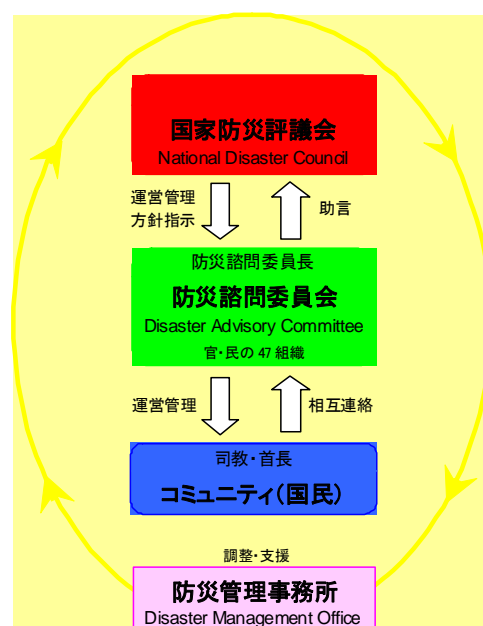 国家防災評議会
National Disaster Council
運営管理
方針指示
助言
防災諮問委員長
防災諮問委員会
Disaster Advisory Committee
官・民の 47 組織
運営管理
相互連絡
司教・首長
コミュニティ(国民)
調整・支援
防災管理事務所
Disaster Management Office